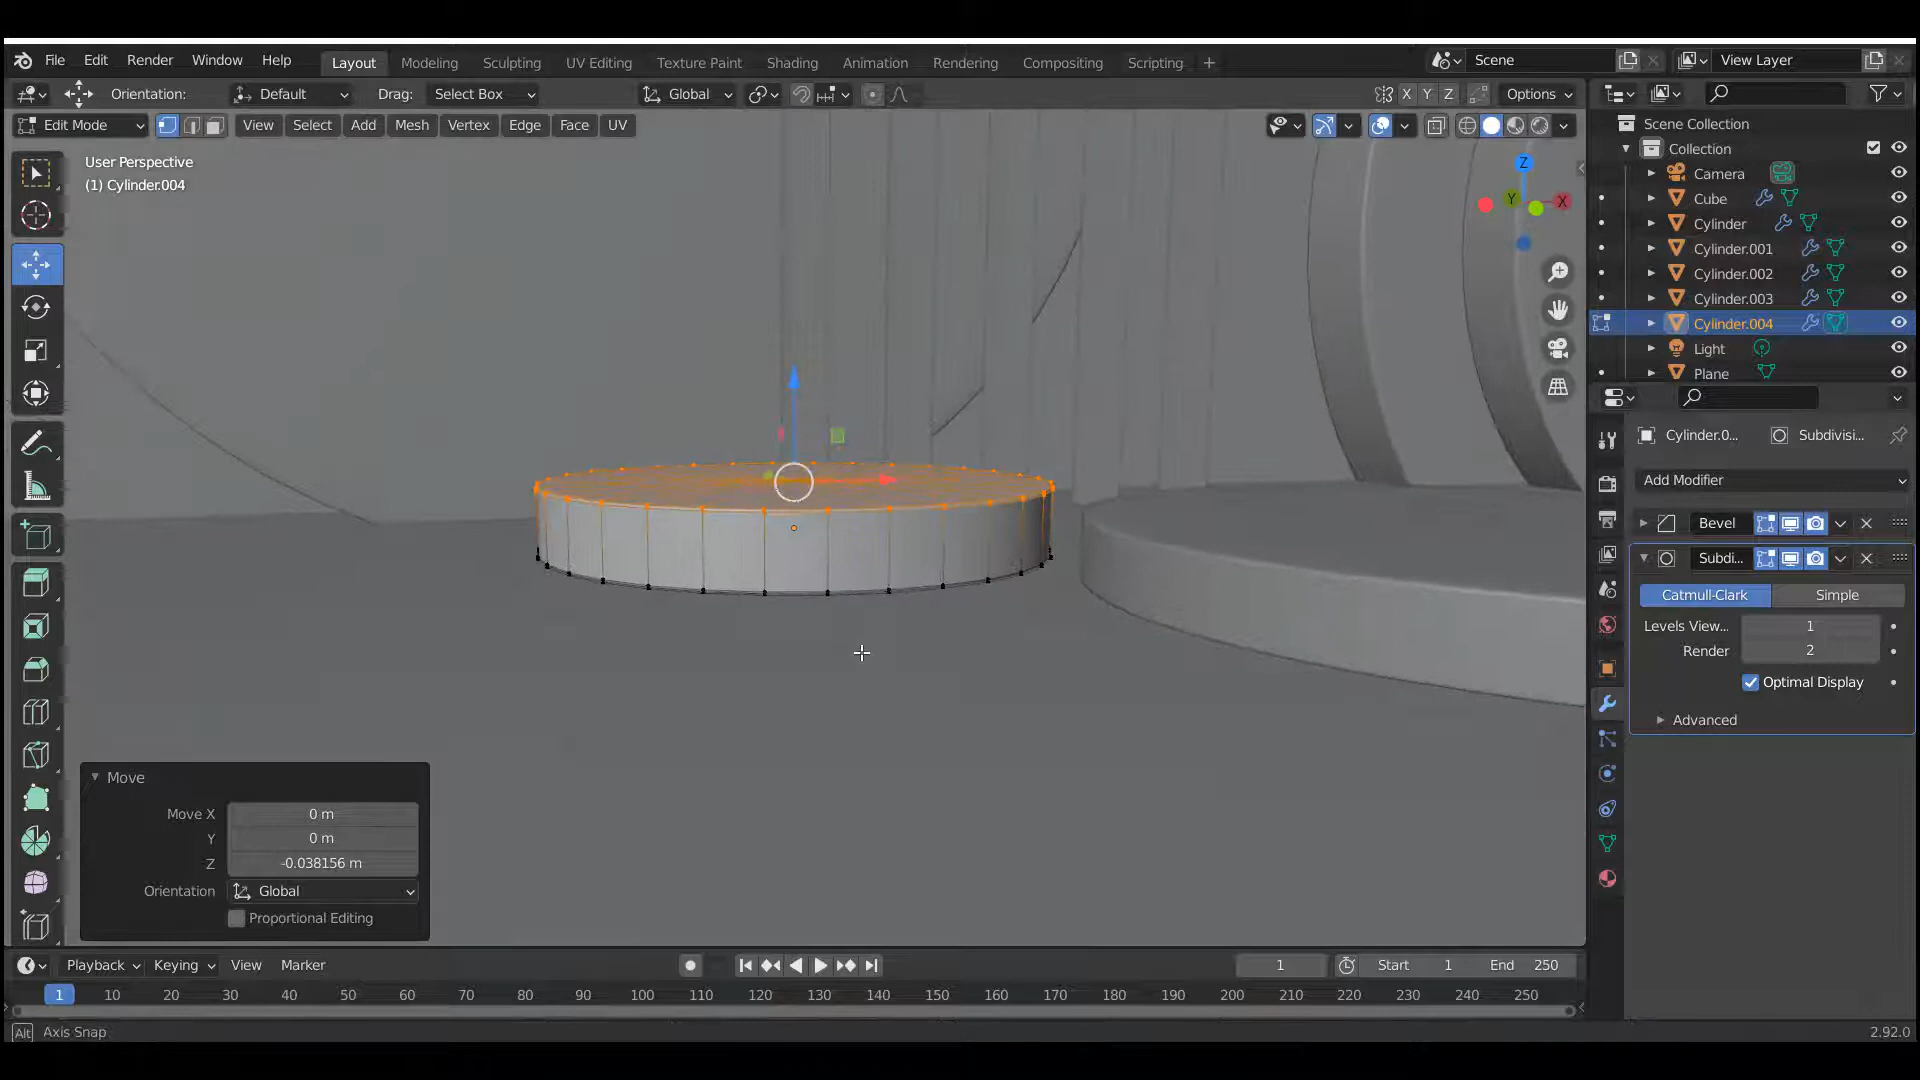 File Edit Render Window Help Layout Modeling Sculpting UV Editing Texture Paint Shading Animation Rendering Compositing Scripting + Scene View Layer
Orientation: Default Drag: Select Box Global X Y Z Options
Edit Mode View Select Add Mesh Vertex Edge Face UV
User Perspective
(1) Cylinder.004
Z
Y
X
Scene Collection
Collection
Camera
Cube
Cylinder
Cylinder.001
Cylinder.002
Cylinder.003
Cylinder.004
Light
Plane
Cylinder.0... Subdivisi...
Add Modifier
Bevel
Subdi...
Catmull-Clark Simple
Levels View... 1
Render 2
Optimal Display
Advanced
Move
Move X 0 m
Y 0 m
Z -0.038156 m
Orientation Global
Proportional Editing
Playback Keying View Marker 1 Start 1 End 250
1 10 20 30 40 50 60 70 80 90 100 110 120 130 140 150 160 170 180 190 200 210 220 230 240 250
Alt Axis Snap 2.92.0